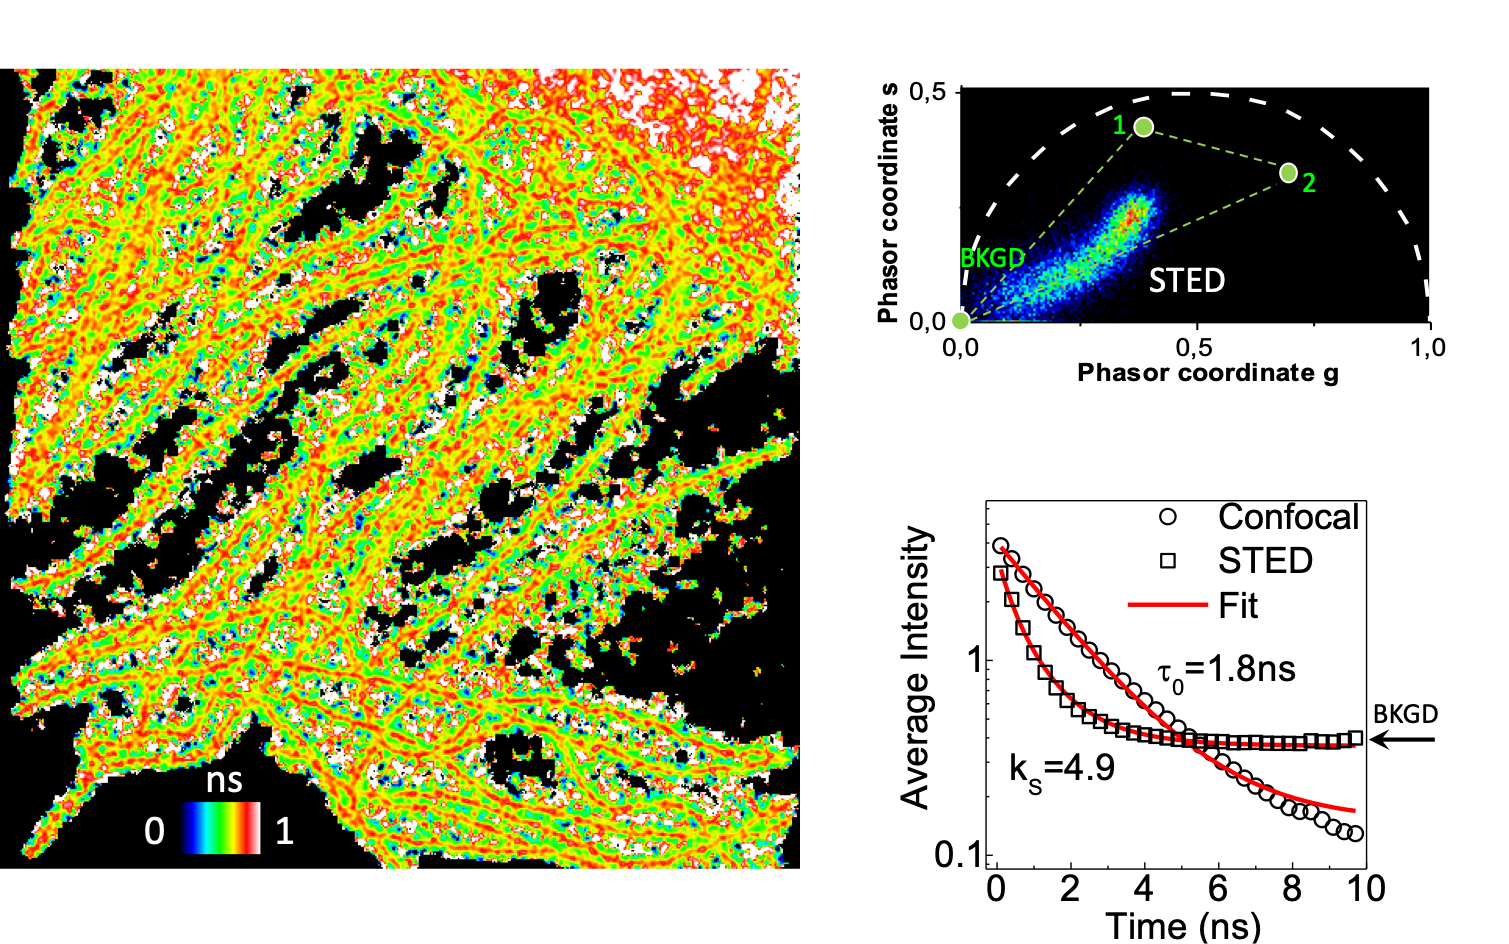 ns
0
1
Phasor coordinate s
0,5
0,0
1
2
BKGD
STED
0,0
0,5
1,0
Phasor coordinate g
Average Intensity
1
0.1
Confocal
STED
Fit
τ0=1.8ns
kS=4.9
BKGD
0
2
4
6
8
10
Time (ns)